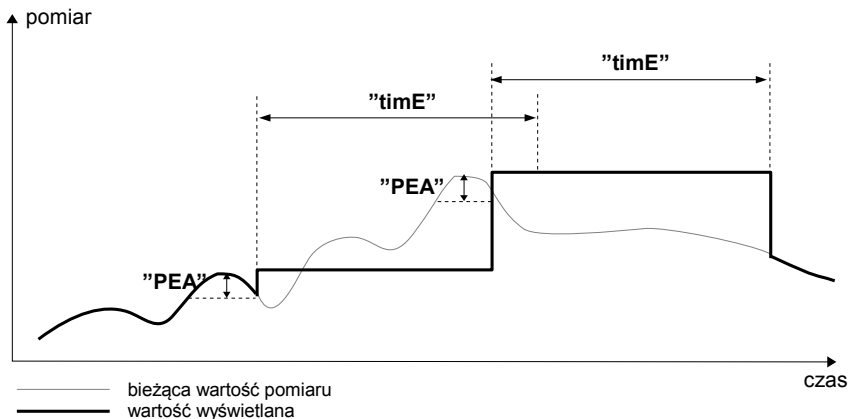 pomiar
”timE”
”timE”
”PEA”
”PEA”
czas
bieżąca wartość pomiaru
wartość wyświetlana